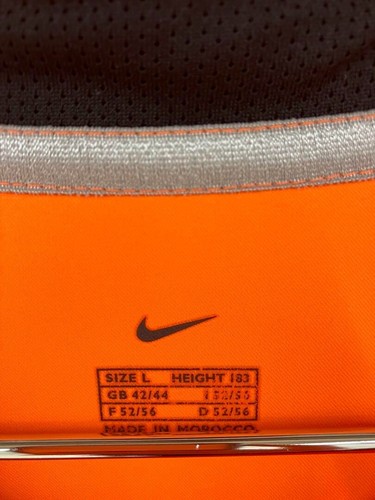 SIZE L HEIGHT 183
GB 42/44 I 52/56
F 52/56 D 52/56
MADE IN MOROCCO